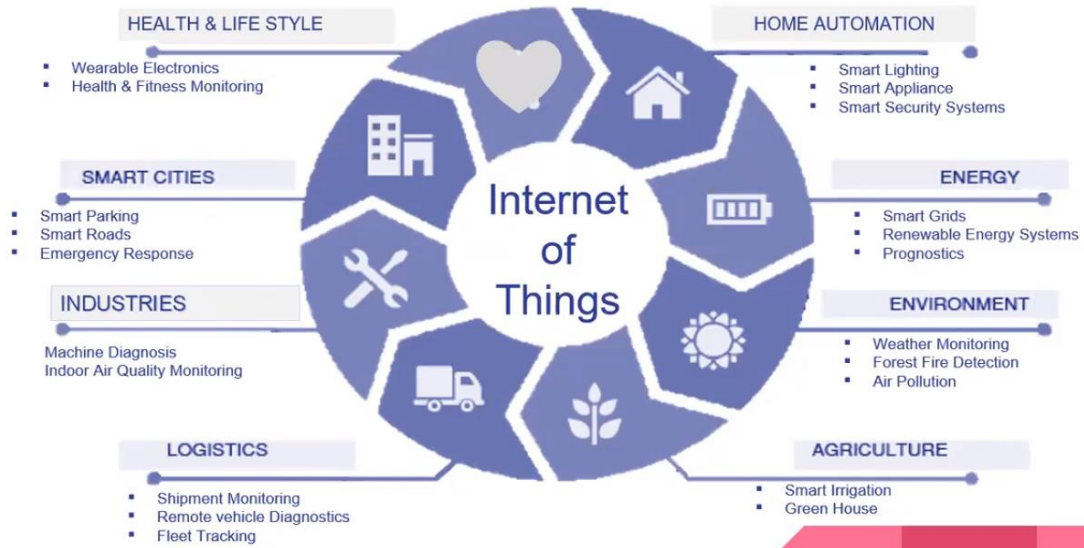 HEALTH & LIFE STYLE
Wearable Electronics
Health & Fitness Monitoring
HOME AUTOMATION
Smart Lighting
Smart Appliance
Smart Security Systems
SMART CITIES
Smart Parking
Smart Roads
Emergency Response
Internet
of
Things
ENERGY
Smart Grids
Renewable Energy Systems
Prognostics
INDUSTRIES
Machine Diagnosis
Indoor Air Quality Monitoring
ENVIRONMENT
Weather Monitoring
Forest Fire Detection
Air Pollution
LOGISTICS
Shipment Monitoring
Remote vehicle Diagnostics
Fleet Tracking
AGRICULTURE
Smart Irrigation
Green House